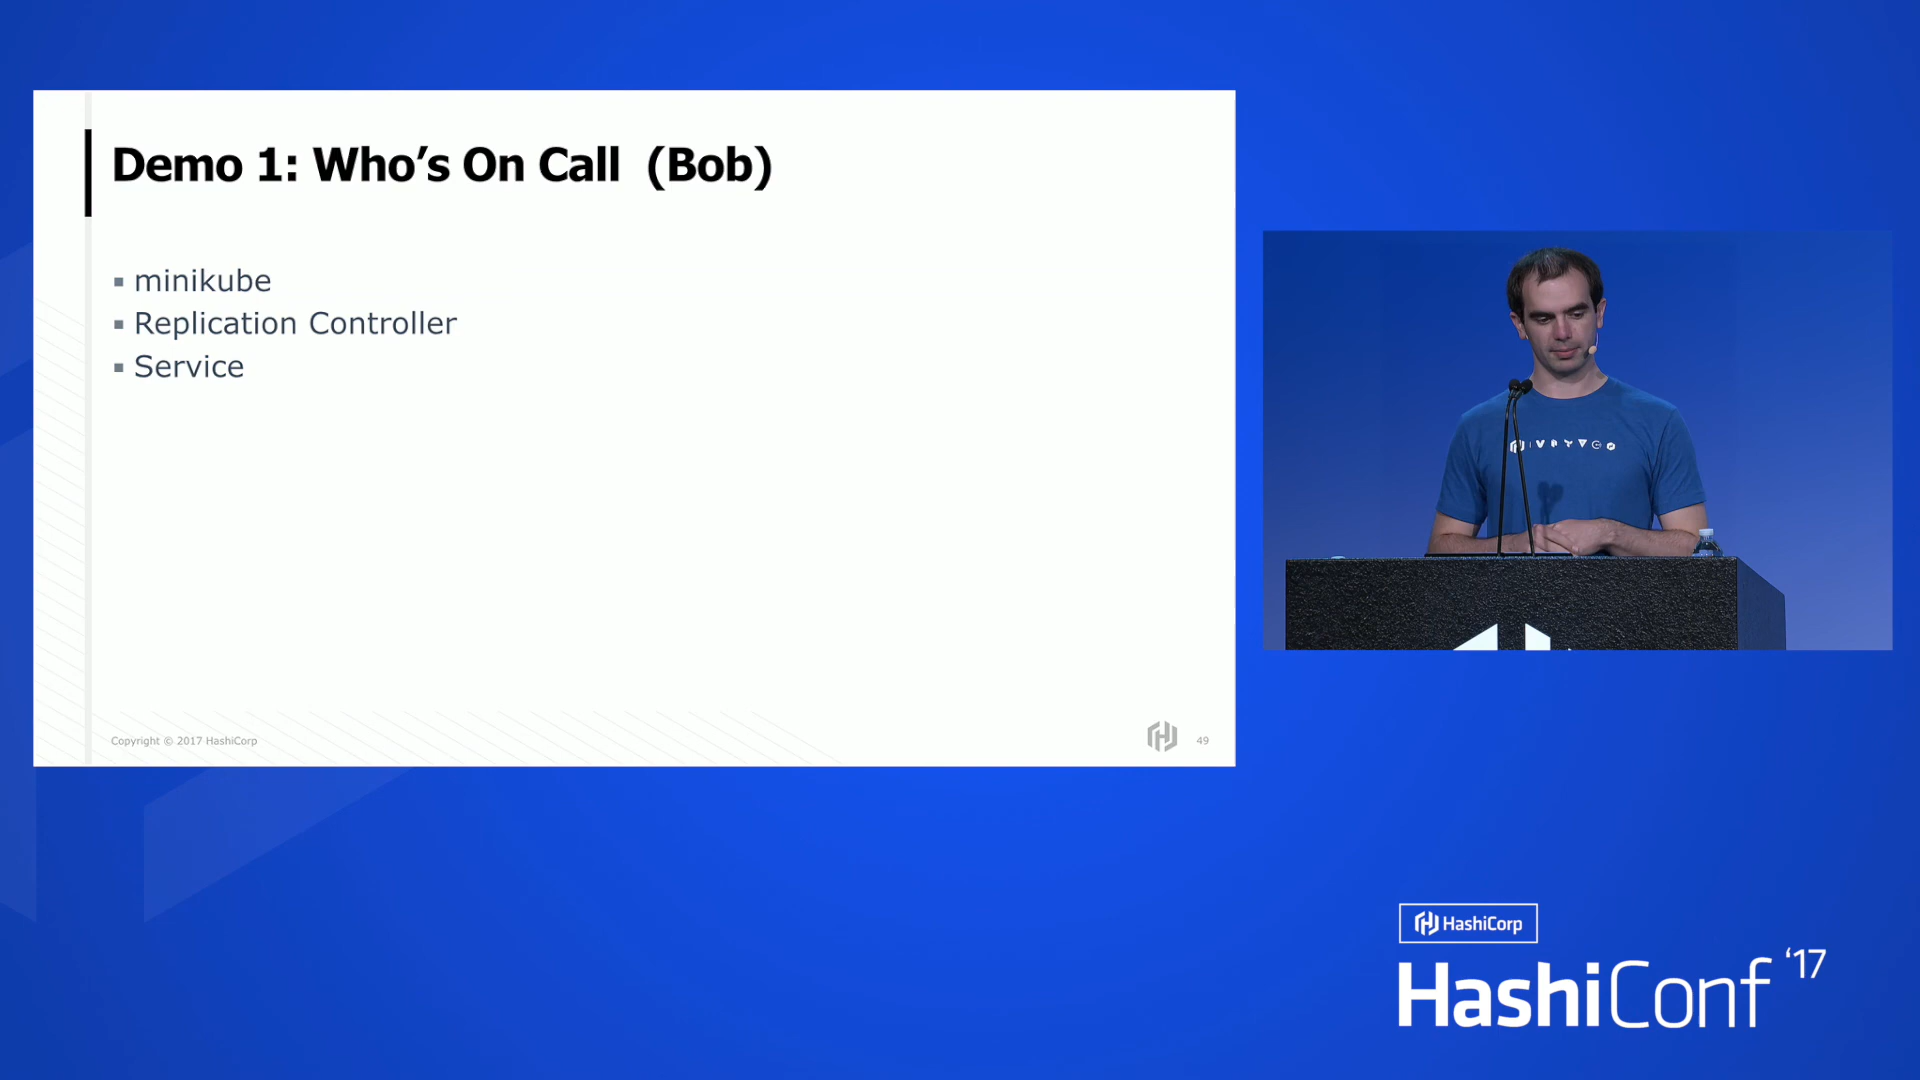 Demo 1: Who's On Call (Bob)
▪ minikube
▪ Replication Controller
▪ Service
Copyright © 2017 HashiCorp
49
HashiCorp
HashiConf '17